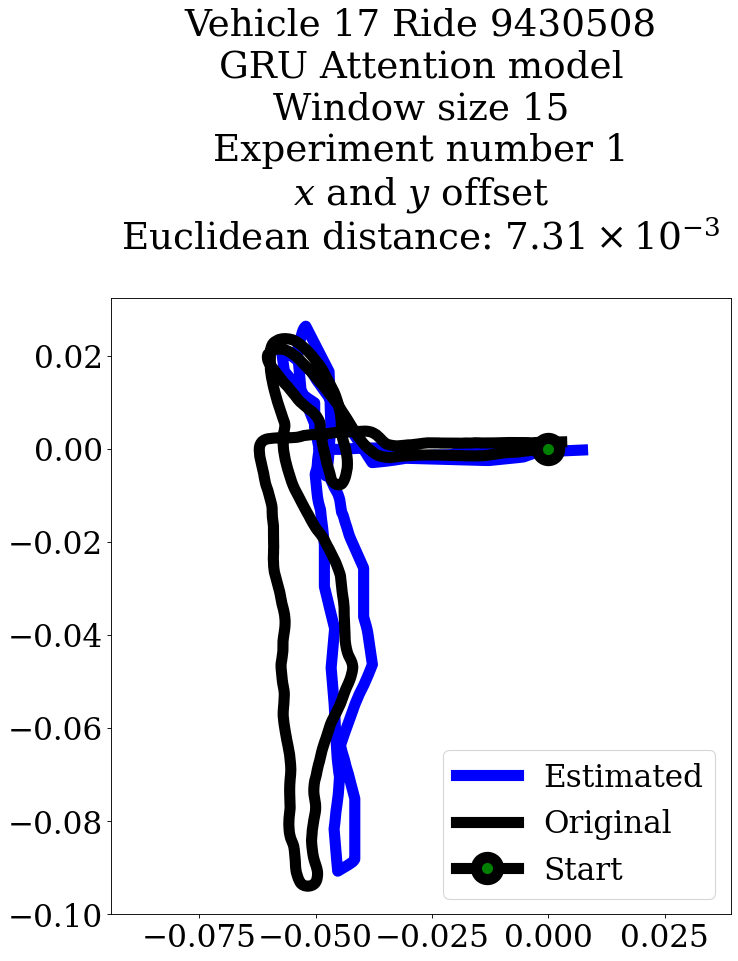 Vehicle 17 Ride 9430508
GRU Attention model
Window size 15
Experiment number 1
x and y offset
Euclidean distance: 7.31 × 10⁻³
0.02
0.00
−0.02
−0.04
−0.06
−0.08
−0.10
Estimated
Original
Start
−0.075 −0.050 −0.025 0.000 0.025